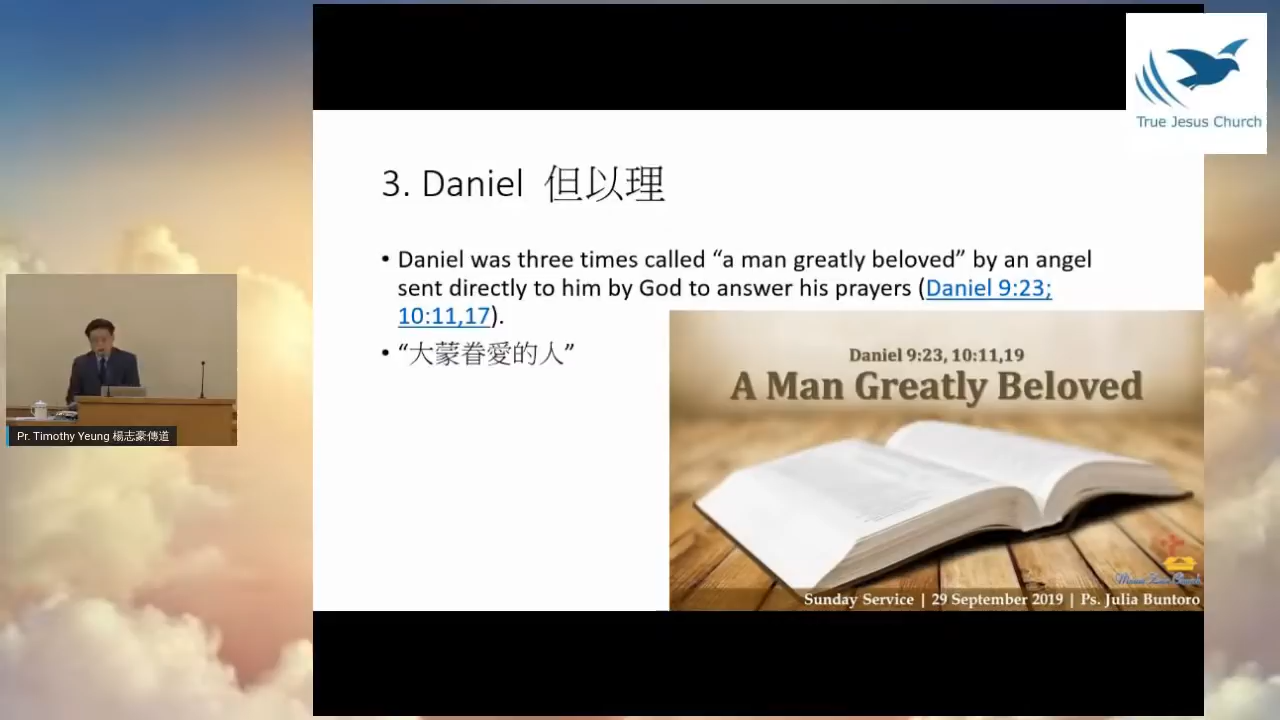 True Jesus Church
3. Daniel 但以理
• Daniel was three times called “a man greatly beloved” by an angel
sent directly to him by God to answer his prayers (Daniel 9:23;
10:11,17).
• “大蒙眷愛的人”
Daniel 9:23, 10:11,19
A Man Greatly Beloved
Sunday Service | 29 September 2019 | Ps. Julia Buntoro
Pr. Timothy Yeung 楊志豪傳道